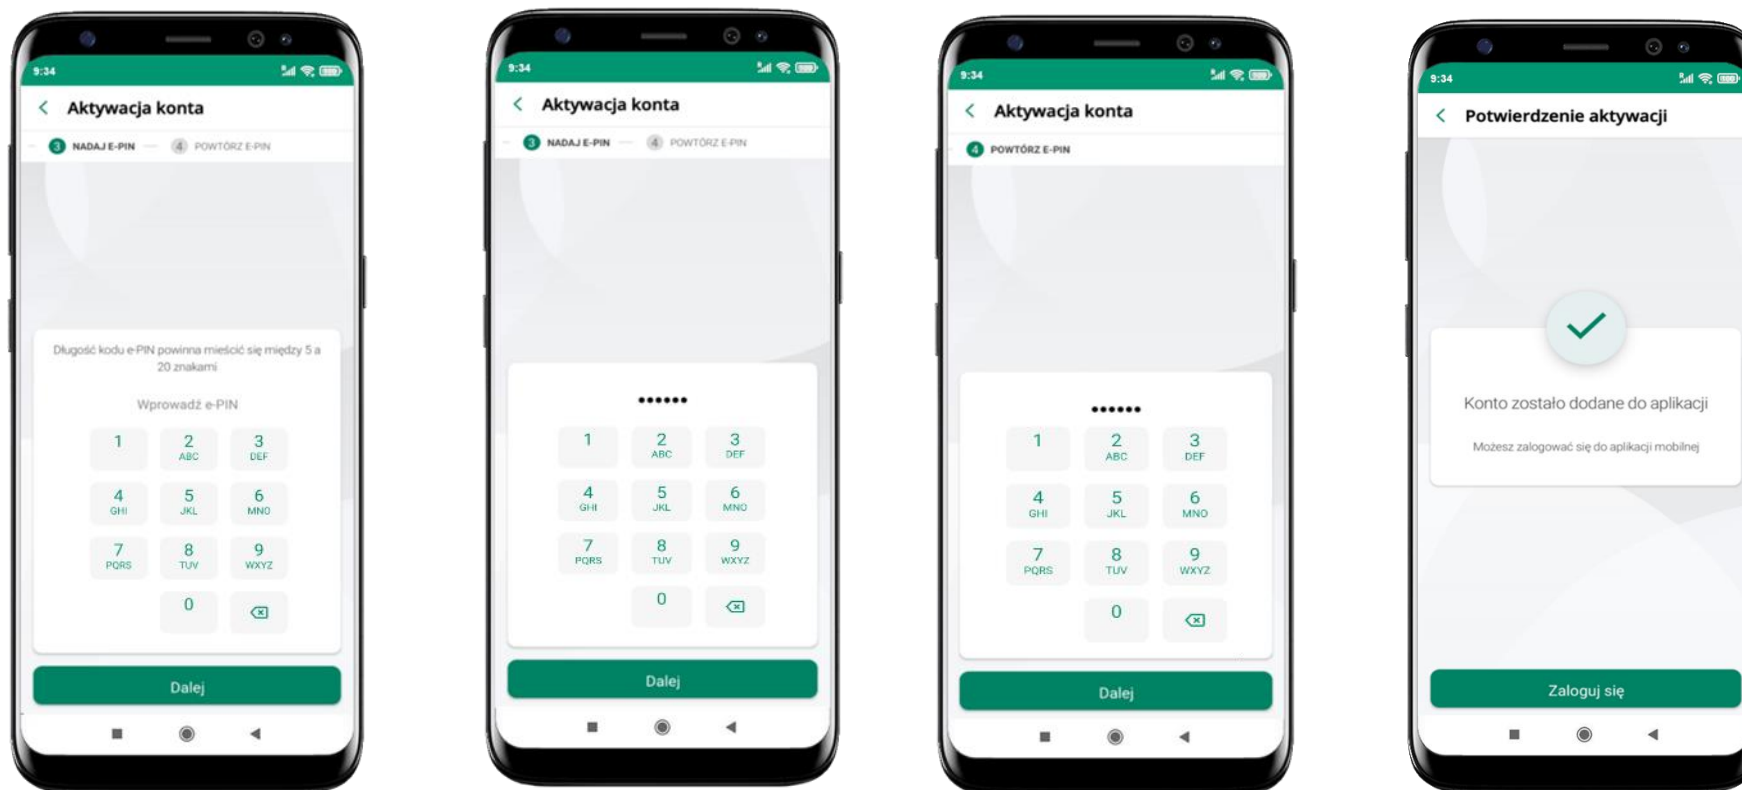 9:34
Aktywacja konta
3 NADAJ E-PIN 4 POWTÓRZ E-PIN
Długość kodu e-PIN powinna mieścić się między 5 a
20 znakami
Wprowadź e-PIN
1 2 3
ABC DEF
4 5 6
GHI JKL MNO
7 8 9
PQRS TUV WXYZ
0
Dalej
9:34
Aktywacja konta
3 NADAJ E-PIN 4 POWTÓRZ E-PIN
••••••
1 2 3
ABC DEF
4 5 6
GHI JKL MNO
7 8 9
PQRS TUV WXYZ
0
Dalej
9:34
Aktywacja konta
4 POWTÓRZ E-PIN
••••••
1 2 3
ABC DEF
4 5 6
GHI JKL MNO
7 8 9
PQRS TUV WXYZ
0
Dalej
9:34
Potwierdzenie aktywacji
Konto zostało dodane do aplikacji
Możesz zalogować się do aplikacji mobilnej
Zaloguj się